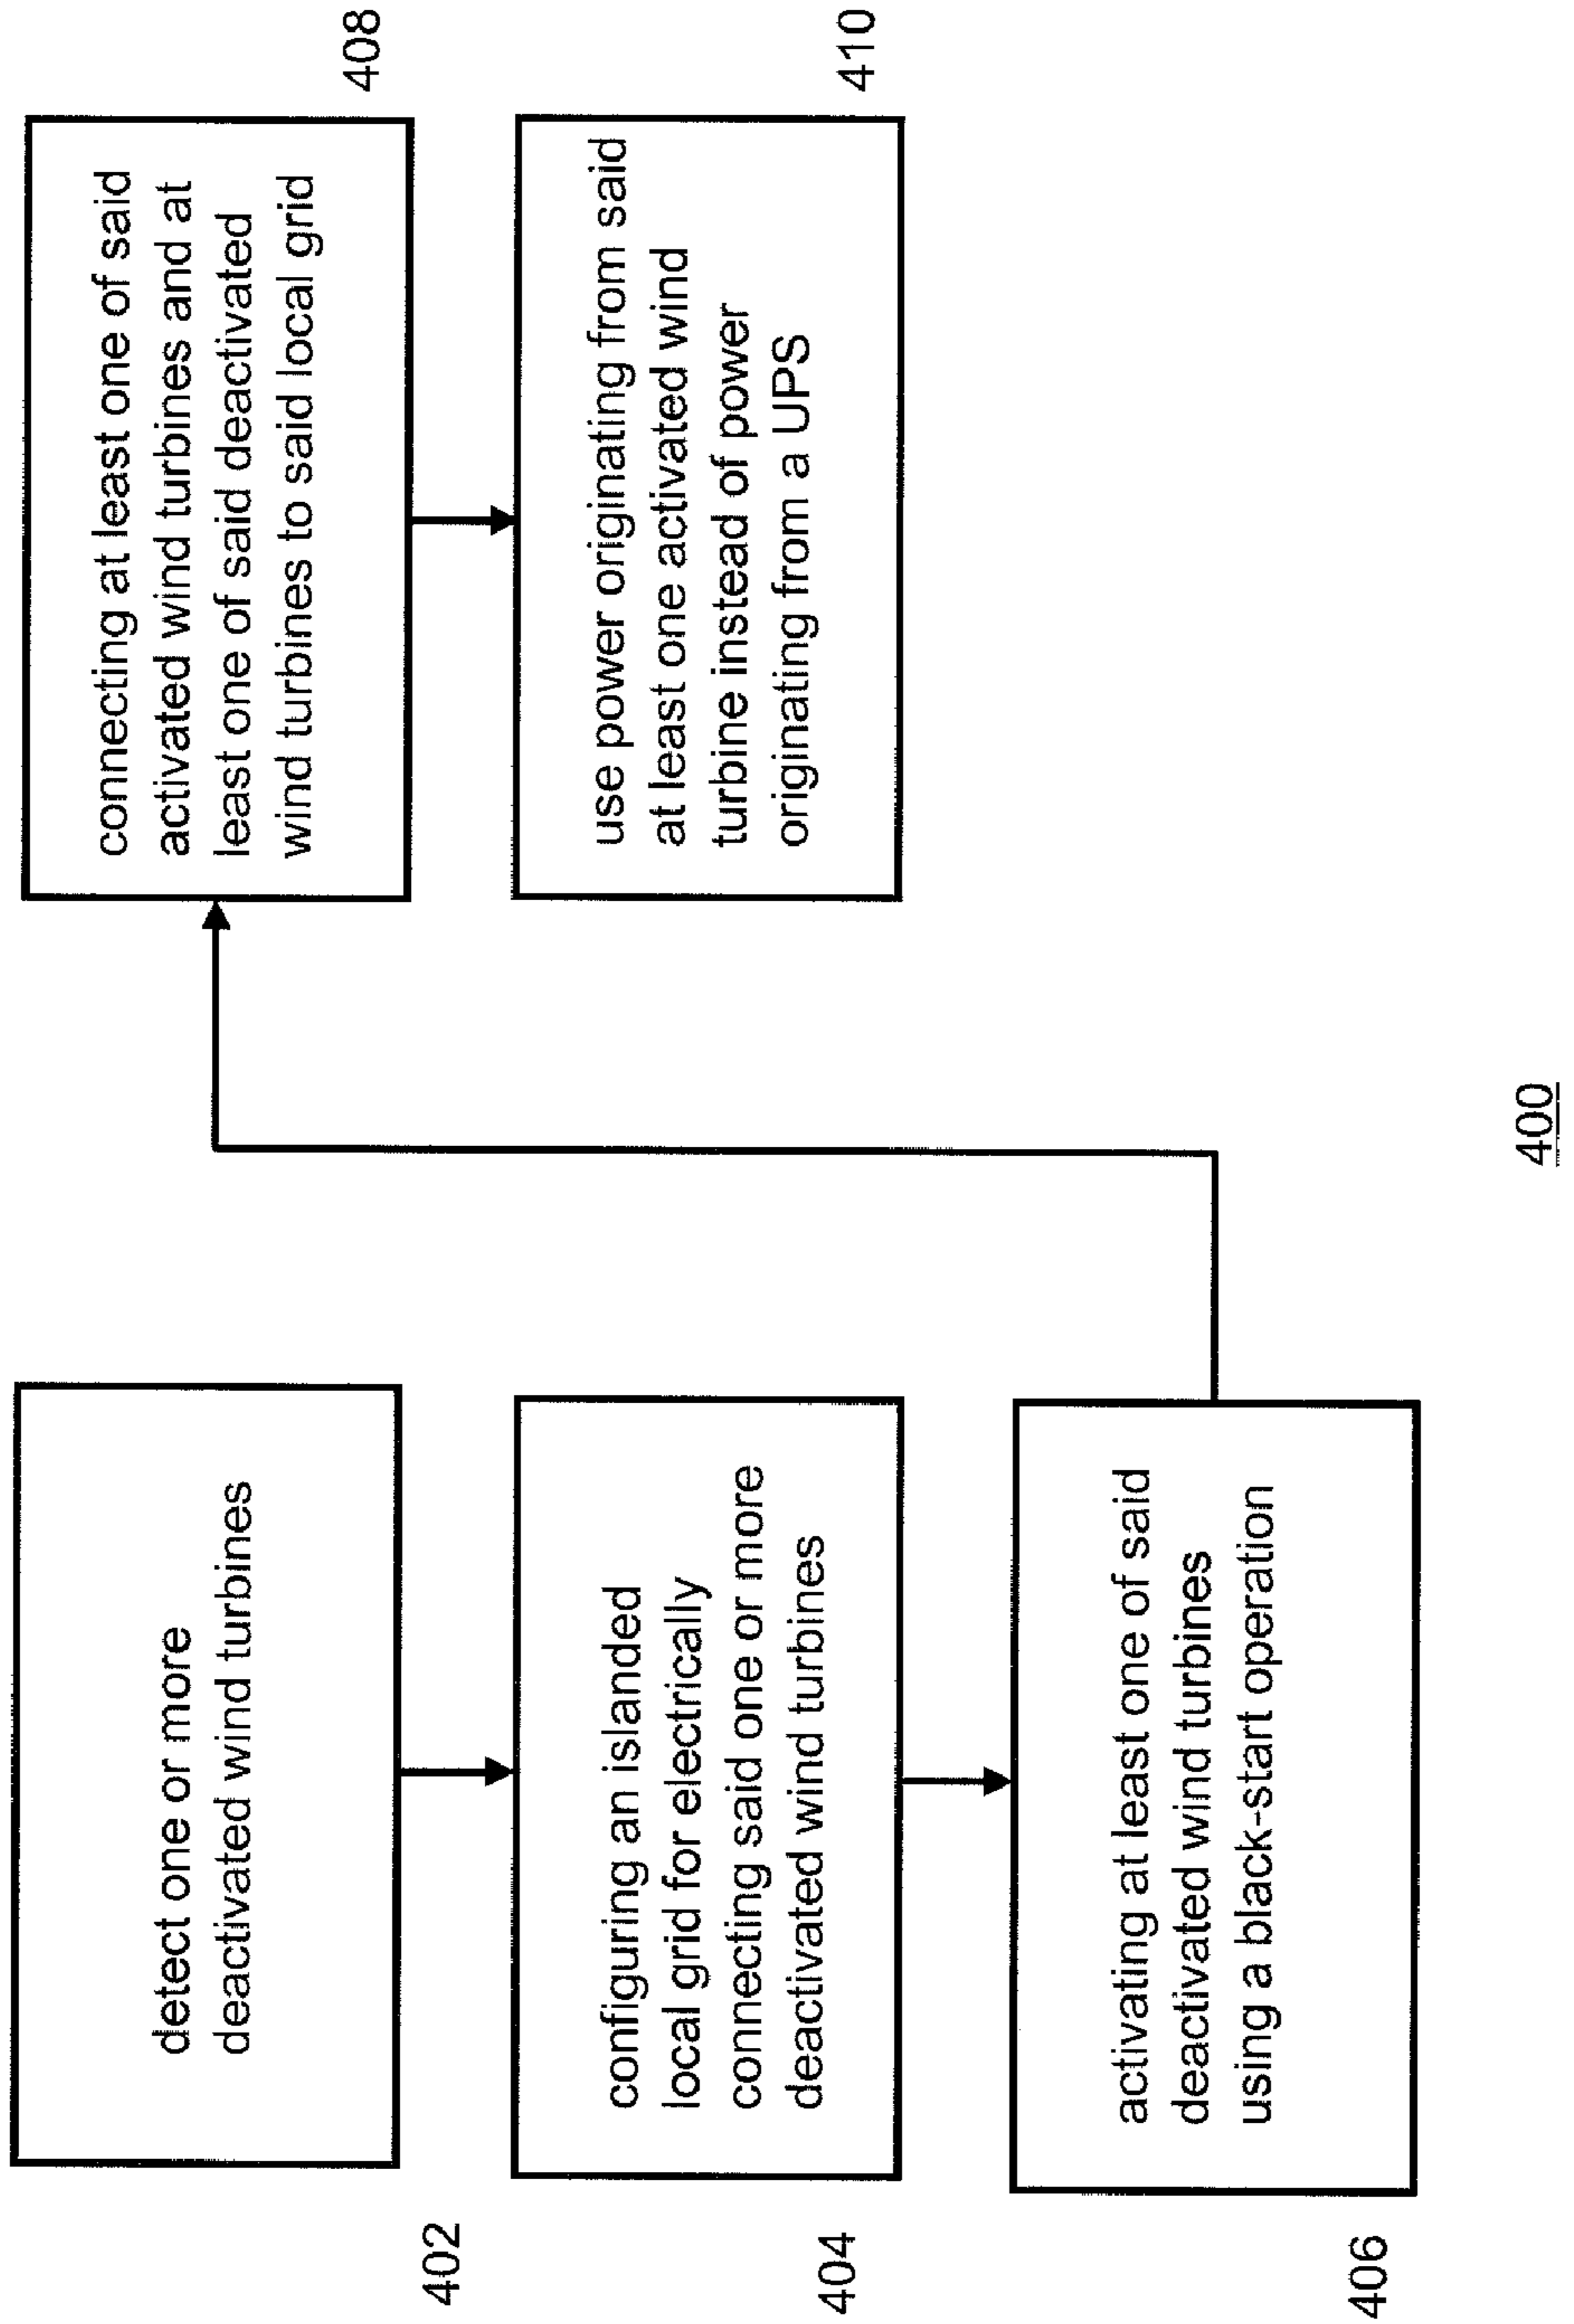 detect one or more
deactivated wind turbines
402
configuring an islanded
local grid for electrically
connecting said one or more
deactivated wind turbines
404
activating at least one of said
deactivated wind turbines
using a black-start operation
406
connecting at least one of said
activated wind turbines and at
least one of said deactivated
wind turbines to said local grid
408
use power originating from said
at least one activated wind
turbine instead of power
originating from a UPS
410
400